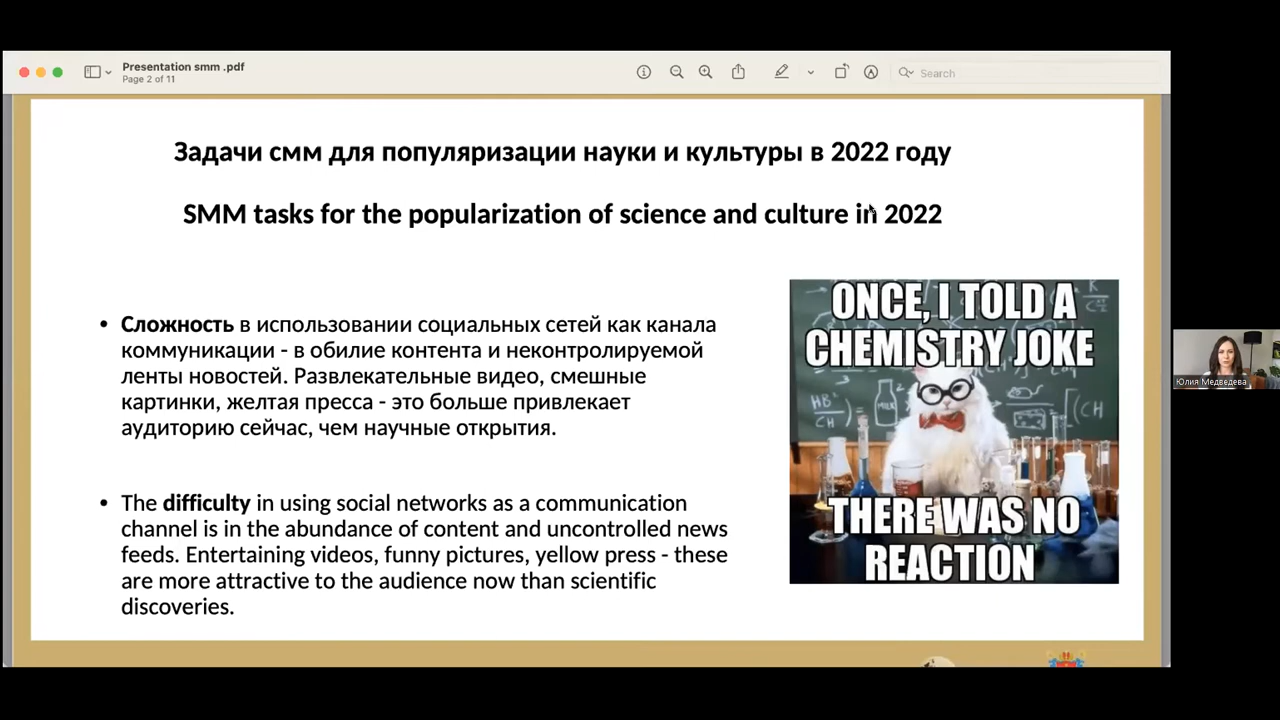 Presentation smm .pdf
Page 2 of 11
Search
Задачи смм для популяризации науки и культуры в 2022 году
SMM tasks for the popularization of science and culture in 2022
• Сложность в использовании социальных сетей как канала
коммуникации - в обилие контента и неконтролируемой
ленты новостей. Развлекательные видео, смешные
картинки, желтая пресса - это больше привлекает
аудиторию сейчас, чем научные открытия.
• The difficulty in using social networks as a communication
channel is in the abundance of content and uncontrolled news
feeds. Entertaining videos, funny pictures, yellow press - these
are more attractive to the audience now than scientific
discoveries.
ONCE, I TOLD A
CHEMISTRY JOKE
THERE WAS NO
REACTION
Юлия Медведева